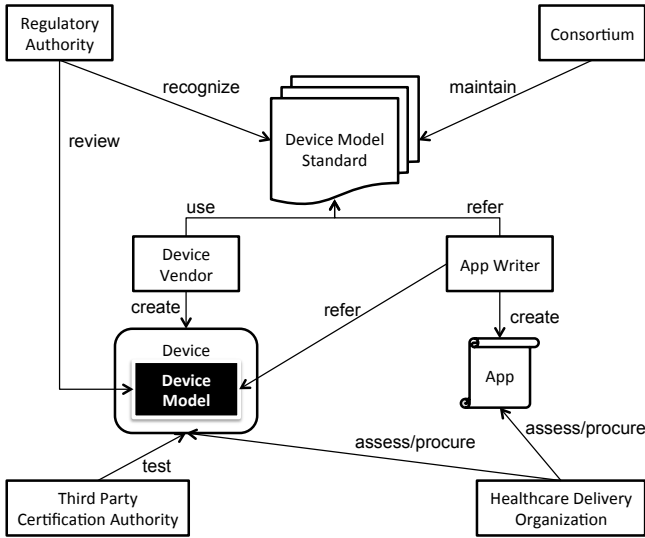 Regulatory
Authority
Consortium
recognize
maintain
review
Device Model
Standard
use
refer
Device
Vendor
App Writer
create
refer
create
Device
Device
Model
App
assess/procure
assess/procure
test
Third Party
Certification Authority
Healthcare Delivery
Organization